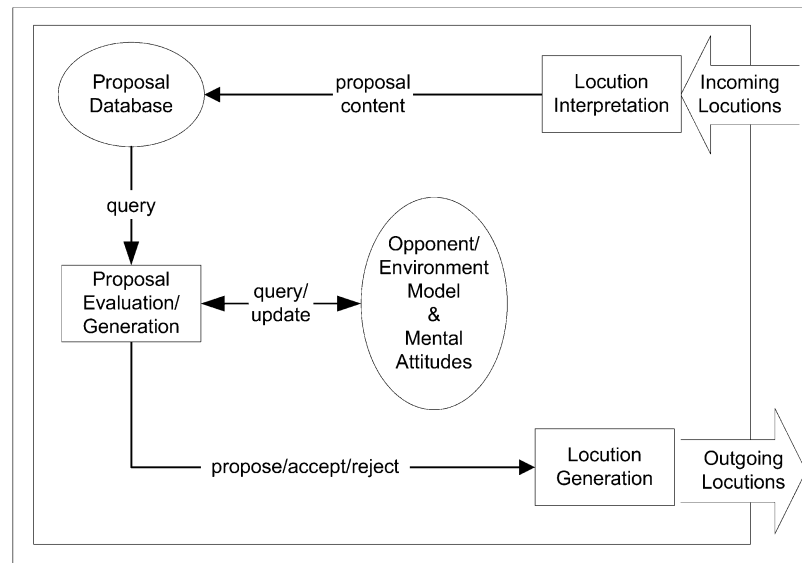 Proposal
Database
proposal
content
Locution
Interpretation
Incoming
Locutions
query
Proposal
Evaluation/
Generation
query/
update
Opponent/
Environment
Model
&
Mental
Attitudes
propose/accept/reject
Locution
Generation
Outgoing
Locutions